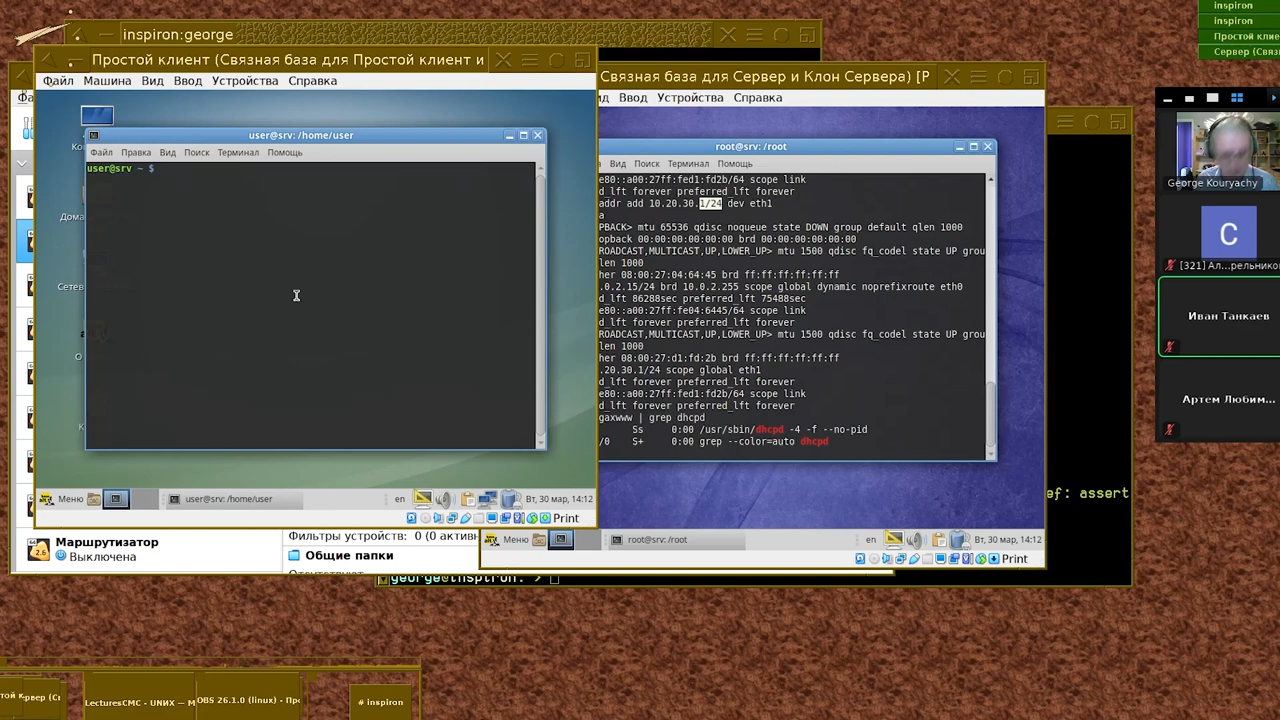 inspiron
inspiron
Простой клие
Сервер (Связ
inspiron:george
Простой клиент (Связная база для Простой клиент и
Связная база для Сервер и Клон Сервера) [Р
Файл Машина Вид Ввод Устройства Справка
Ввод Устройства Справка
user@srv: /home/user
Файл Правка Вид Поиск Терминал Помощь
user@srv ~ $
root@srv: /root
Вид Поиск Терминал Помощь
e80::a00:27ff:fed1:fd2b/64 scope link
d_lft forever preferred_lft forever
addr add 10.20.30.1/24 dev eth1
a
PBACK> mtu 65536 qdisc noqueue state DOWN group default qlen 1000
opback 00:00:00:00:00:00 brd 00:00:00:00:00:00
ROADCAST,MULTICAST,UP,LOWER_UP> mtu 1500 qdisc fq_codel state UP grou
len 1000
her 08:00:27:04:64:45 brd ff:ff:ff:ff:ff:ff
.0.2.15/24 brd 10.0.2.255 scope global dynamic noprefixroute eth0
d_lft 86288sec preferred_lft 75488sec
e80::a00:27ff:fe04:6445/64 scope link
d_lft forever preferred_lft forever
ROADCAST,MULTICAST,UP,LOWER_UP> mtu 1500 qdisc fq_codel state UP grou
len 1000
her 08:00:27:d1:fd:2b brd ff:ff:ff:ff:ff:ff
.20.30.1/24 scope global eth1
d_lft forever preferred_lft forever
e80::a00:27ff:fed1:fd2b/64 scope link
d_lft forever preferred_lft forever
gaxwww | grep dhcpd
Ss 0:00 /usr/sbin/dhcpd -4 -f --no-pid
/0 S+ 0:00 grep --color=auto dhcpd
Меню user@srv: /home/user en Вт, 30 мар, 14:12
Print
Меню root@srv: /root en Вт, 30 мар, 14:12
Print
Маршрутизатор
Выключена
Фильтры устройств: 0 (0 активн
Общие папки
ef: assert
george@inspiron:
George Kouryachy
С
[321] Ал...рельников
Иван Танкаев
Артем Любим...
LecturesCMC - UNИX — M
OBS 26.1.0 (linux) - Про
# inspiron